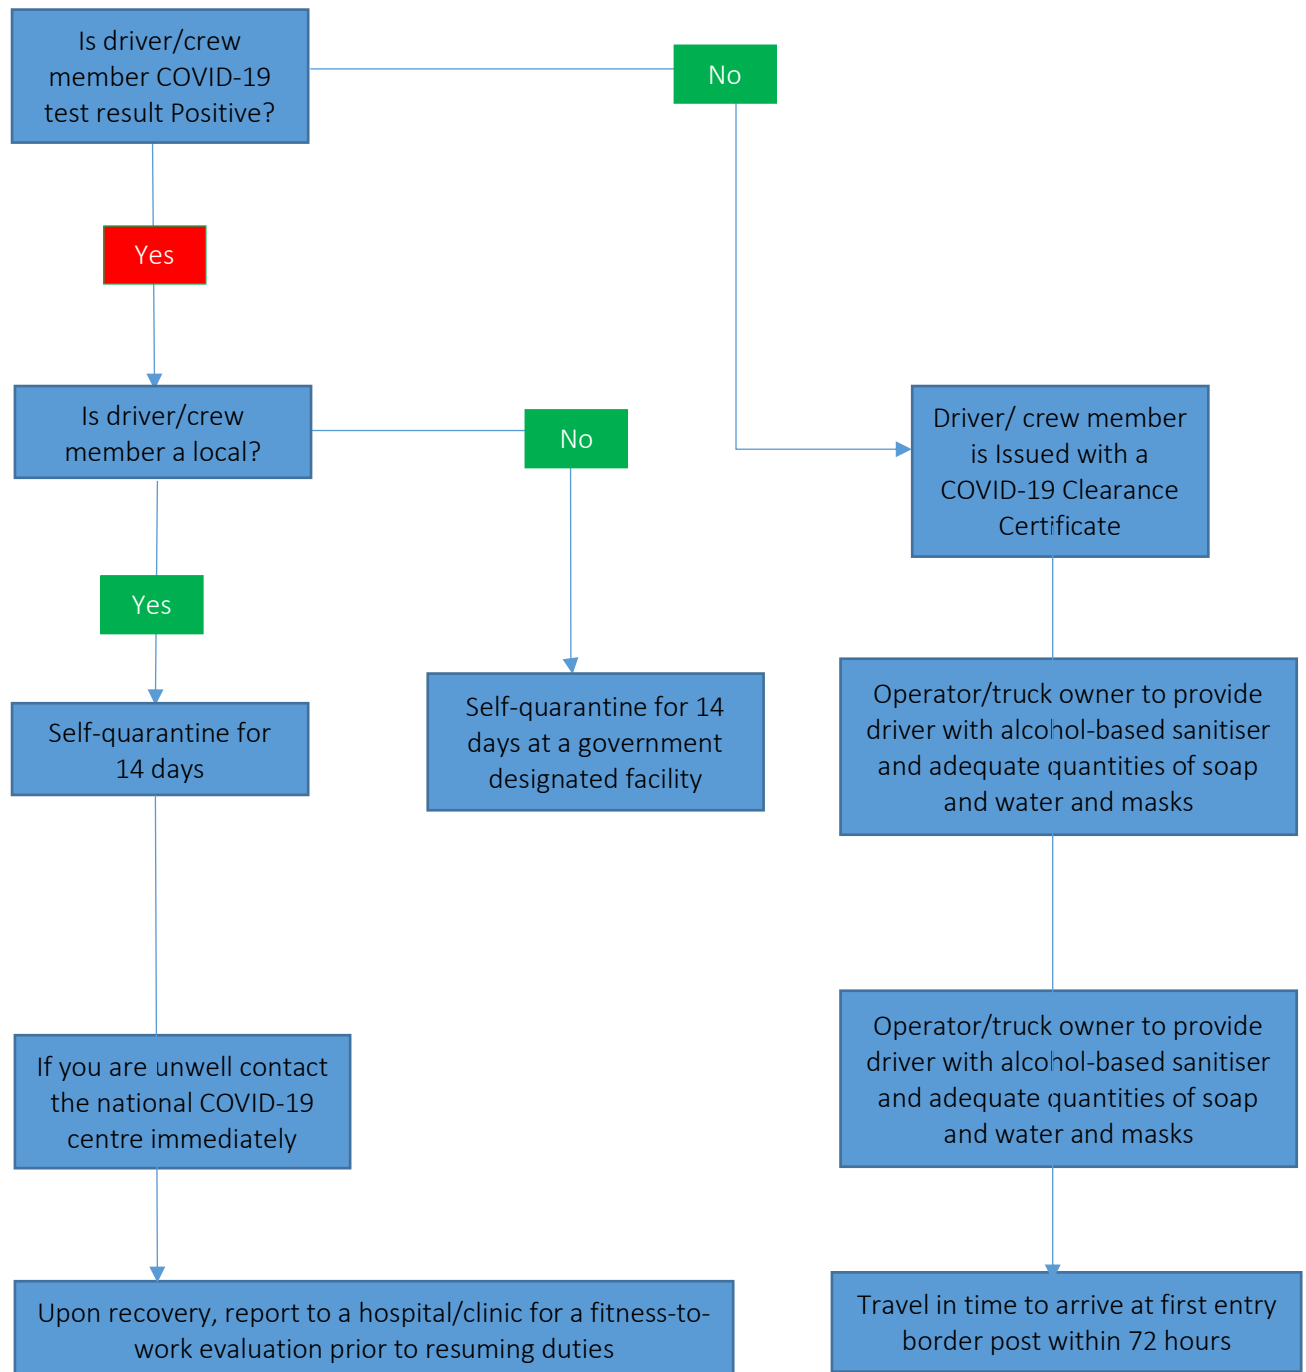 Is driver/crew
member COVID-19
test result Positive?
No
Yes
Is driver/crew
member a local?
No
Driver/ crew member
is Issued with a
COVID-19 Clearance
Certificate
Yes
Self-quarantine for
14 days
Self-quarantine for 14
days at a government
designated facility
Operator/truck owner to provide
driver with alcohol-based sanitiser
and adequate quantities of soap
and water and masks
If you are unwell contact
the national COVID-19
centre immediately
Operator/truck owner to provide
driver with alcohol-based sanitiser
and adequate quantities of soap
and water and masks
Upon recovery, report to a hospital/clinic for a fitness-to-
work evaluation prior to resuming duties
Travel in time to arrive at first entry
border post within 72 hours